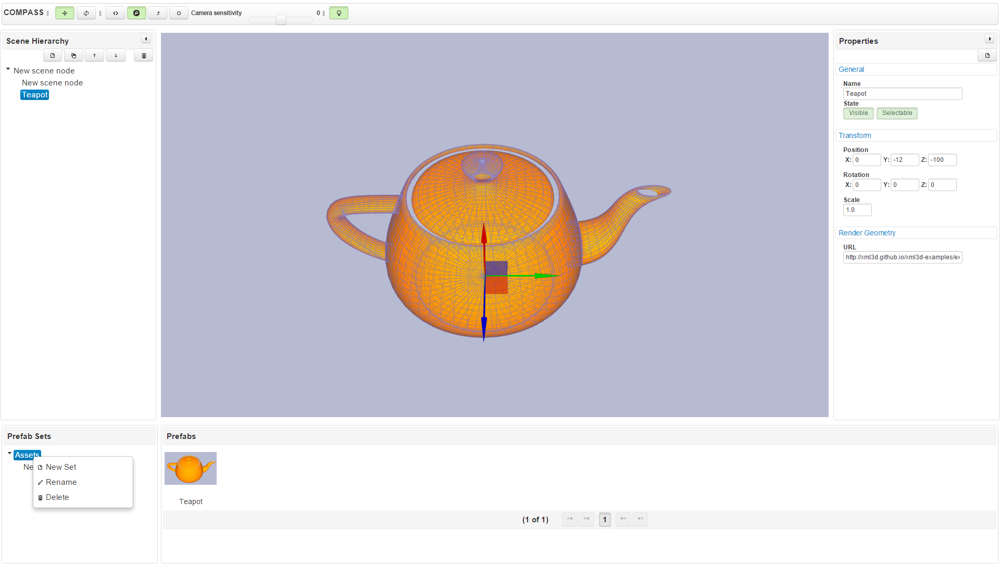 COMPASS
Camera sensitivity 0
Scene Hierarchy
New scene node
New scene node
Teapot
Properties
General
Name
Teapot
State
Visible Selectable
Transform
Position
X: 0 Y: -12 Z: -100
Rotation
X: 0 Y: 0 Z: 0
Scale
1.0
Render Geometry
URL
http://xml3d.github.io/xml3d-examples/ex
Prefab Sets
Assets
Ne
New Set
Rename
Delete
Prefabs
Teapot
(1 of 1) 1